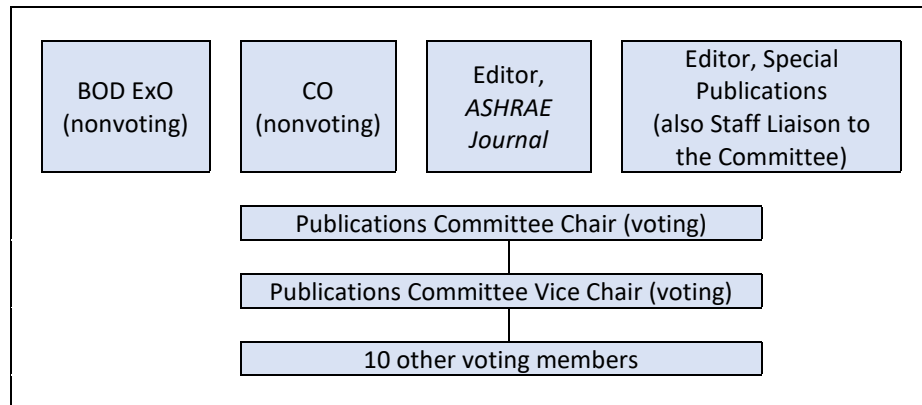 BOD ExO
(nonvoting)
CO
(nonvoting)
Editor,
ASHRAE
Journal
Editor, Special
Publications
(also Staff Liaison to
the Committee)
Publications Committee Chair (voting)
Publications Committee Vice Chair (voting)
10 other voting members